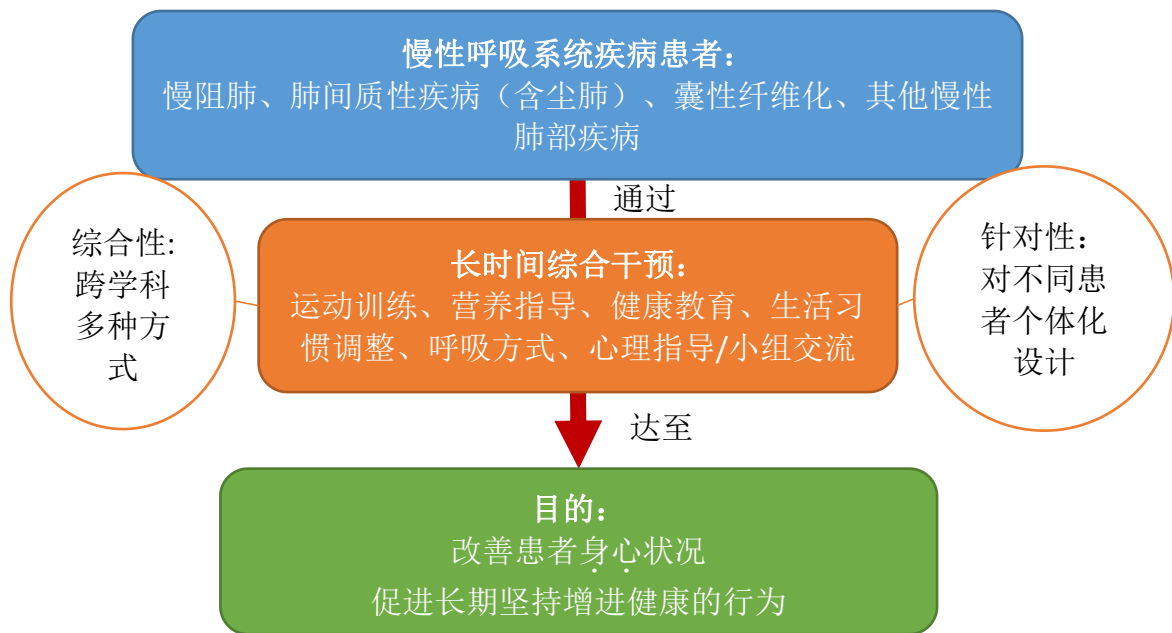 慢性呼吸系统疾病患者：
慢阻肺、肺间质性疾病（含尘肺）、囊性纤维化、其他慢性
肺部疾病
通过
综合性:
跨学科
多种方
式
长时间综合干预：
运动训练、营养指导、健康教育、生活习
惯调整、呼吸方式、心理指导/小组交流
针对性：
对不同患
者个体化
设计
达至
目的：
改善患者身心状况
促进长期坚持增进健康的行为